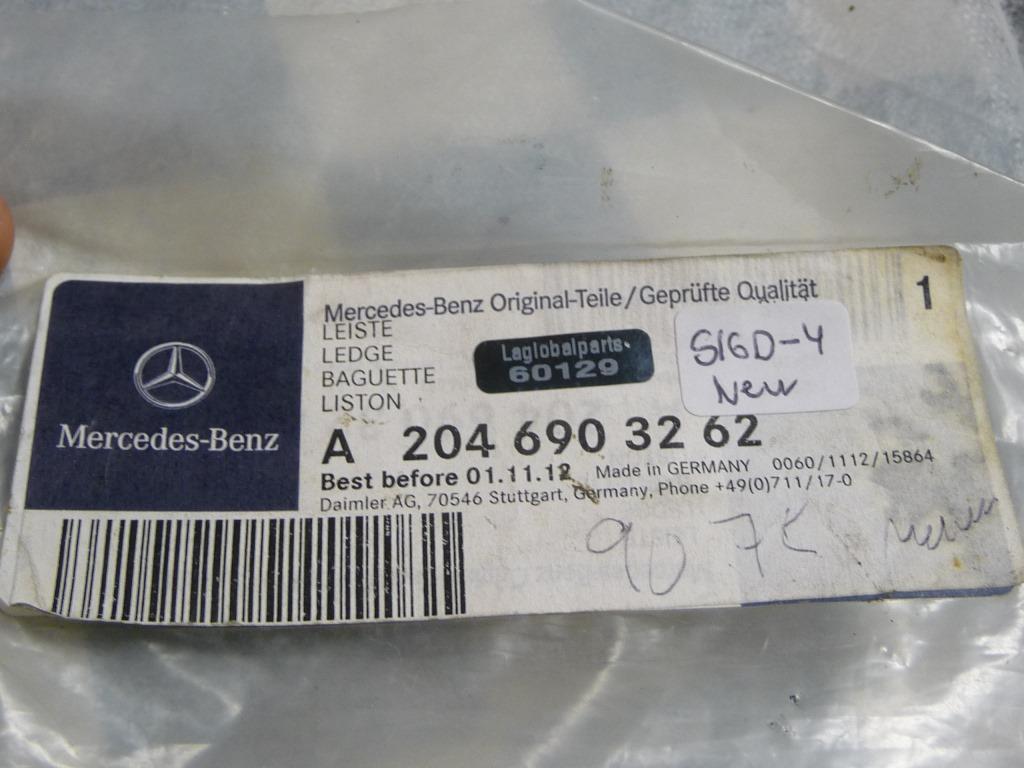 Mercedes-Benz Original-Teile/Geprüfte Qualität
1
LEISTE
LEDGE
BAGUETTE
LISTON
Laglobalparts
60129
S16D-4
New
Mercedes-Benz
A 204 690 32 62
Best before 01.11.12 Made in GERMANY 0060/1112/15864
Daimler AG, 70546 Stuttgart, Germany, Phone +49(0)711/17-0